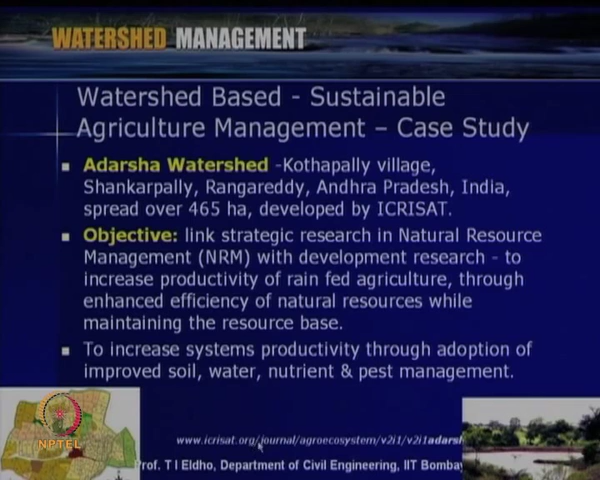 WATERSHED MANAGEMENT
Watershed Based - Sustainable
Agriculture Management – Case Study
Adarsha Watershed -Kothapally village,
Shankarpally, Rangareddy, Andhra Pradesh, India,
spread over 465 ha, developed by ICRISAT.
Objective: link strategic research in Natural Resource
Management (NRM) with development research - to
increase productivity of rain fed agriculture, through
enhanced efficiency of natural resources while
maintaining the resource base.
To increase systems productivity through adoption of
improved soil, water, nutrient & pest management.
NPTEL
www.icrisat.org/journal/agroecosystem/v2i1/v2i1adarsh
Prof. T I Eldho, Department of Civil Engineering, IIT Bombay